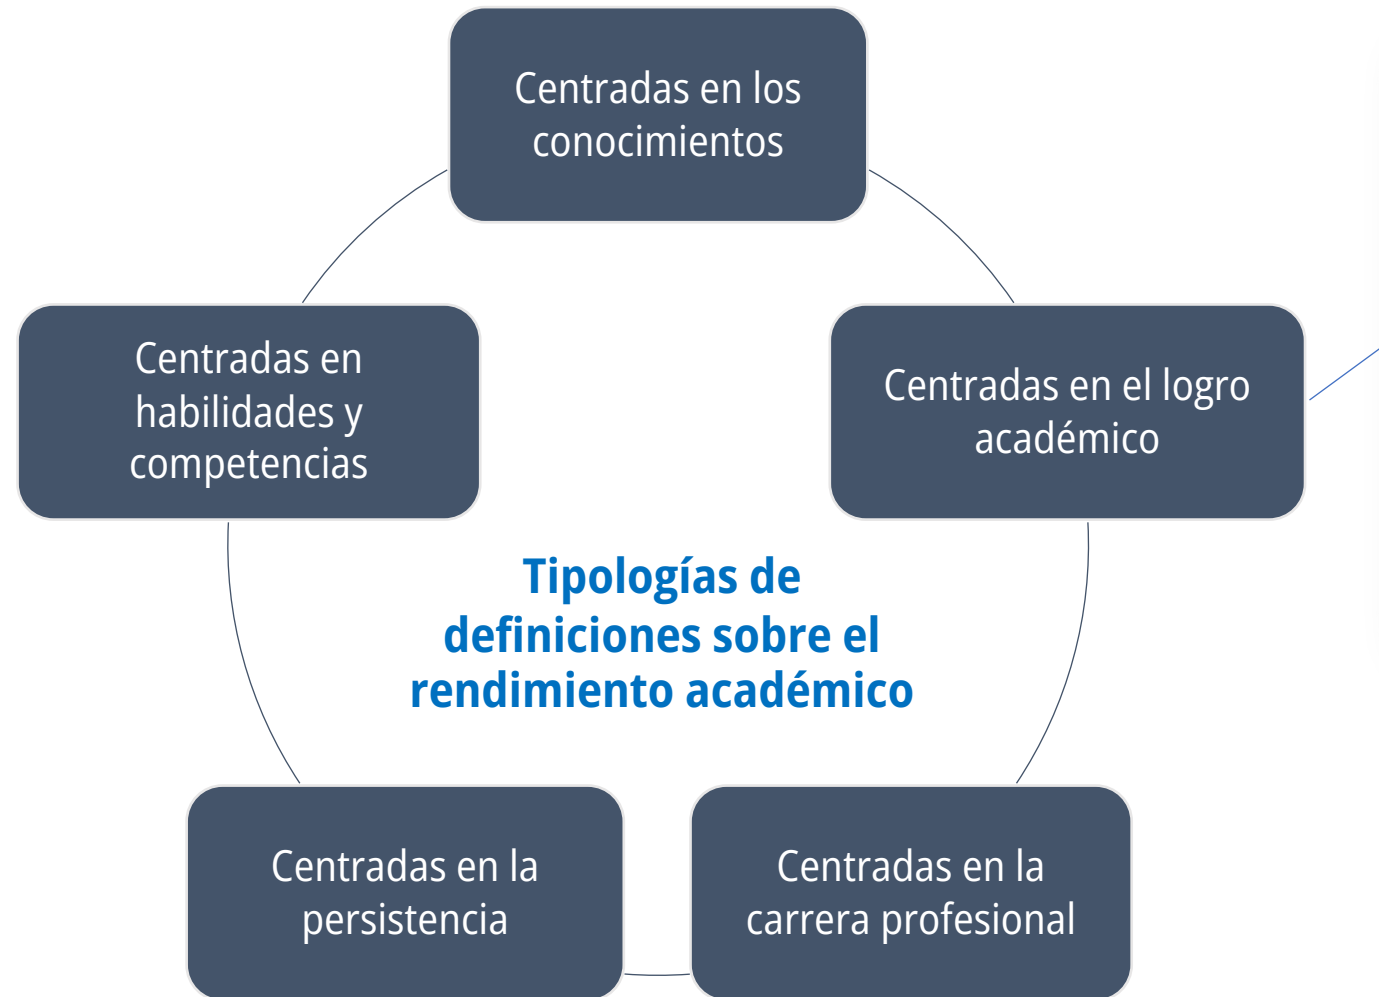 Centradas en los
conocimientos
Centradas en
habilidades y
competencias
Centradas en el logro
académico
Tipologías de
definiciones sobre el
rendimiento académico
Centradas en la
persistencia
Centradas en la
carrera profesional